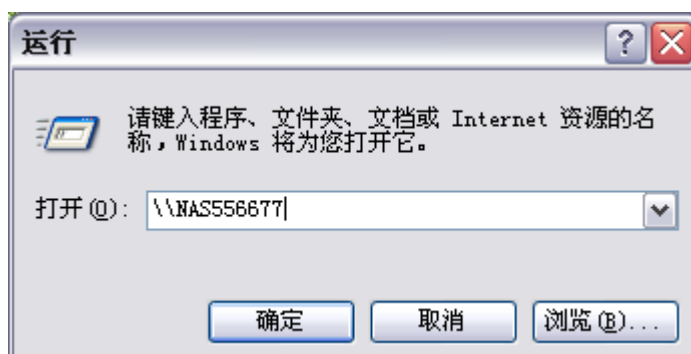 运行
请键入程序、文件夹、文档或 Internet 资源的名
称，Windows 将为您打开它。
打开(O): \\NAS556677
确定 取消 浏览(B)...